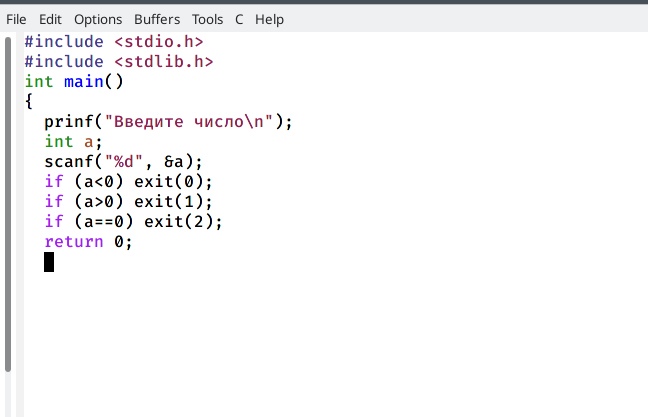 File Edit Options Buffers Tools C Help
#include <stdio.h>
#include <stdlib.h>
int main()
{
prinf("Введите число\n");
int a;
scanf("%d", &a);
if (a<0) exit(0);
if (a>0) exit(1);
if (a==0) exit(2);
return 0;